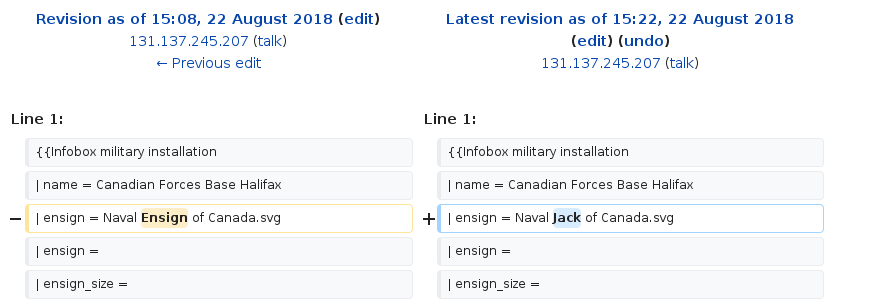 Revision as of 15:08, 22 August 2018 (edit)
131.137.245.207 (talk)
← Previous edit
Latest revision as of 15:22, 22 August 2018
(edit) (undo)
131.137.245.207 (talk)
Line 1:
Line 1:
{{Infobox military installation
{{Infobox military installation
| name = Canadian Forces Base Halifax
| name = Canadian Forces Base Halifax
− | ensign = Naval Ensign of Canada.svg
+ | ensign = Naval Jack of Canada.svg
| ensign =
| ensign =
| ensign_size =
| ensign_size =